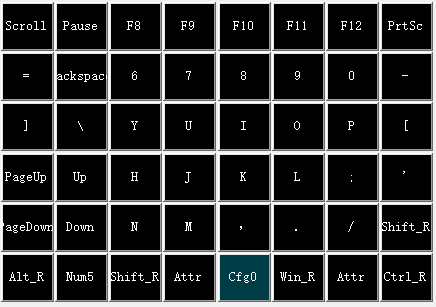 Scroll Pause F8 F9 F10 F11 F12 PrtSc
= ackspac 6 7 8 9 0 -
] \ Y U I O P [
PageUp Up H J K L ; '
PageDown Down N M , . / Shift_R
Alt_R Num5 Shift_R Attr Cfg0 Win_R Attr Ctrl_R